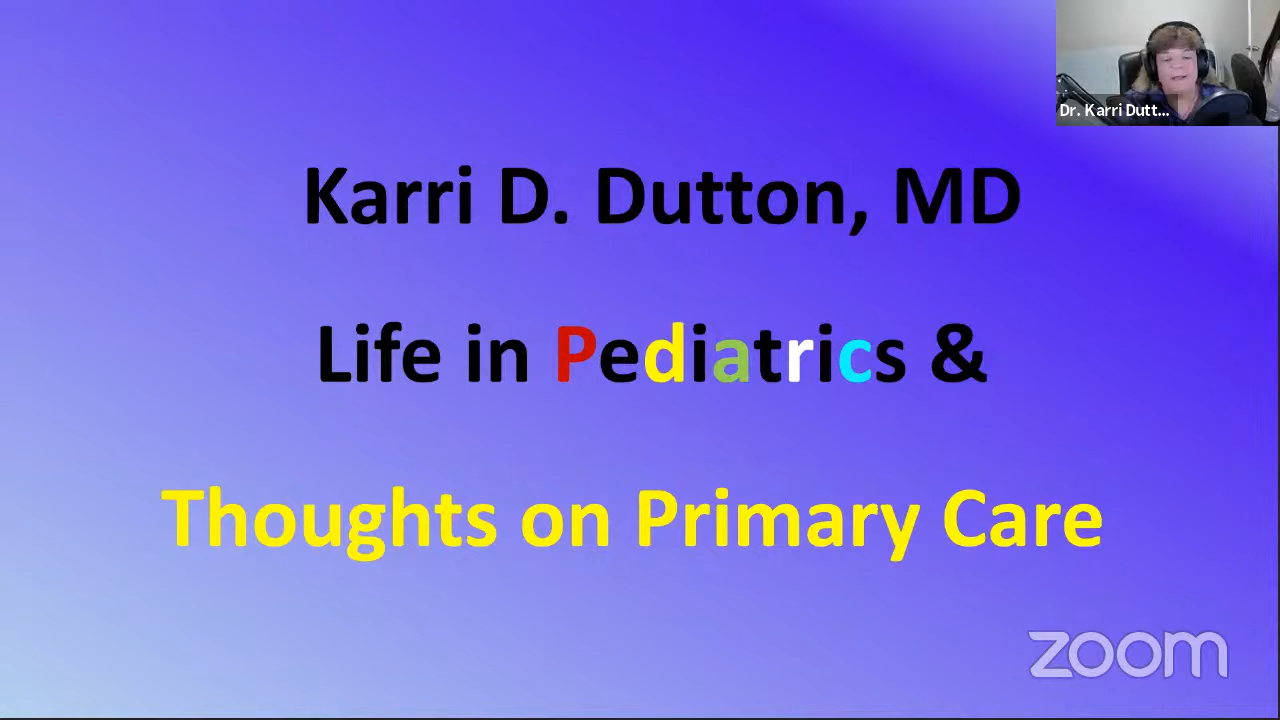 Dr. Karri Dutt...
Karri D. Dutton, MD
Life in Pediatrics &
Thoughts on Primary Care
zoom